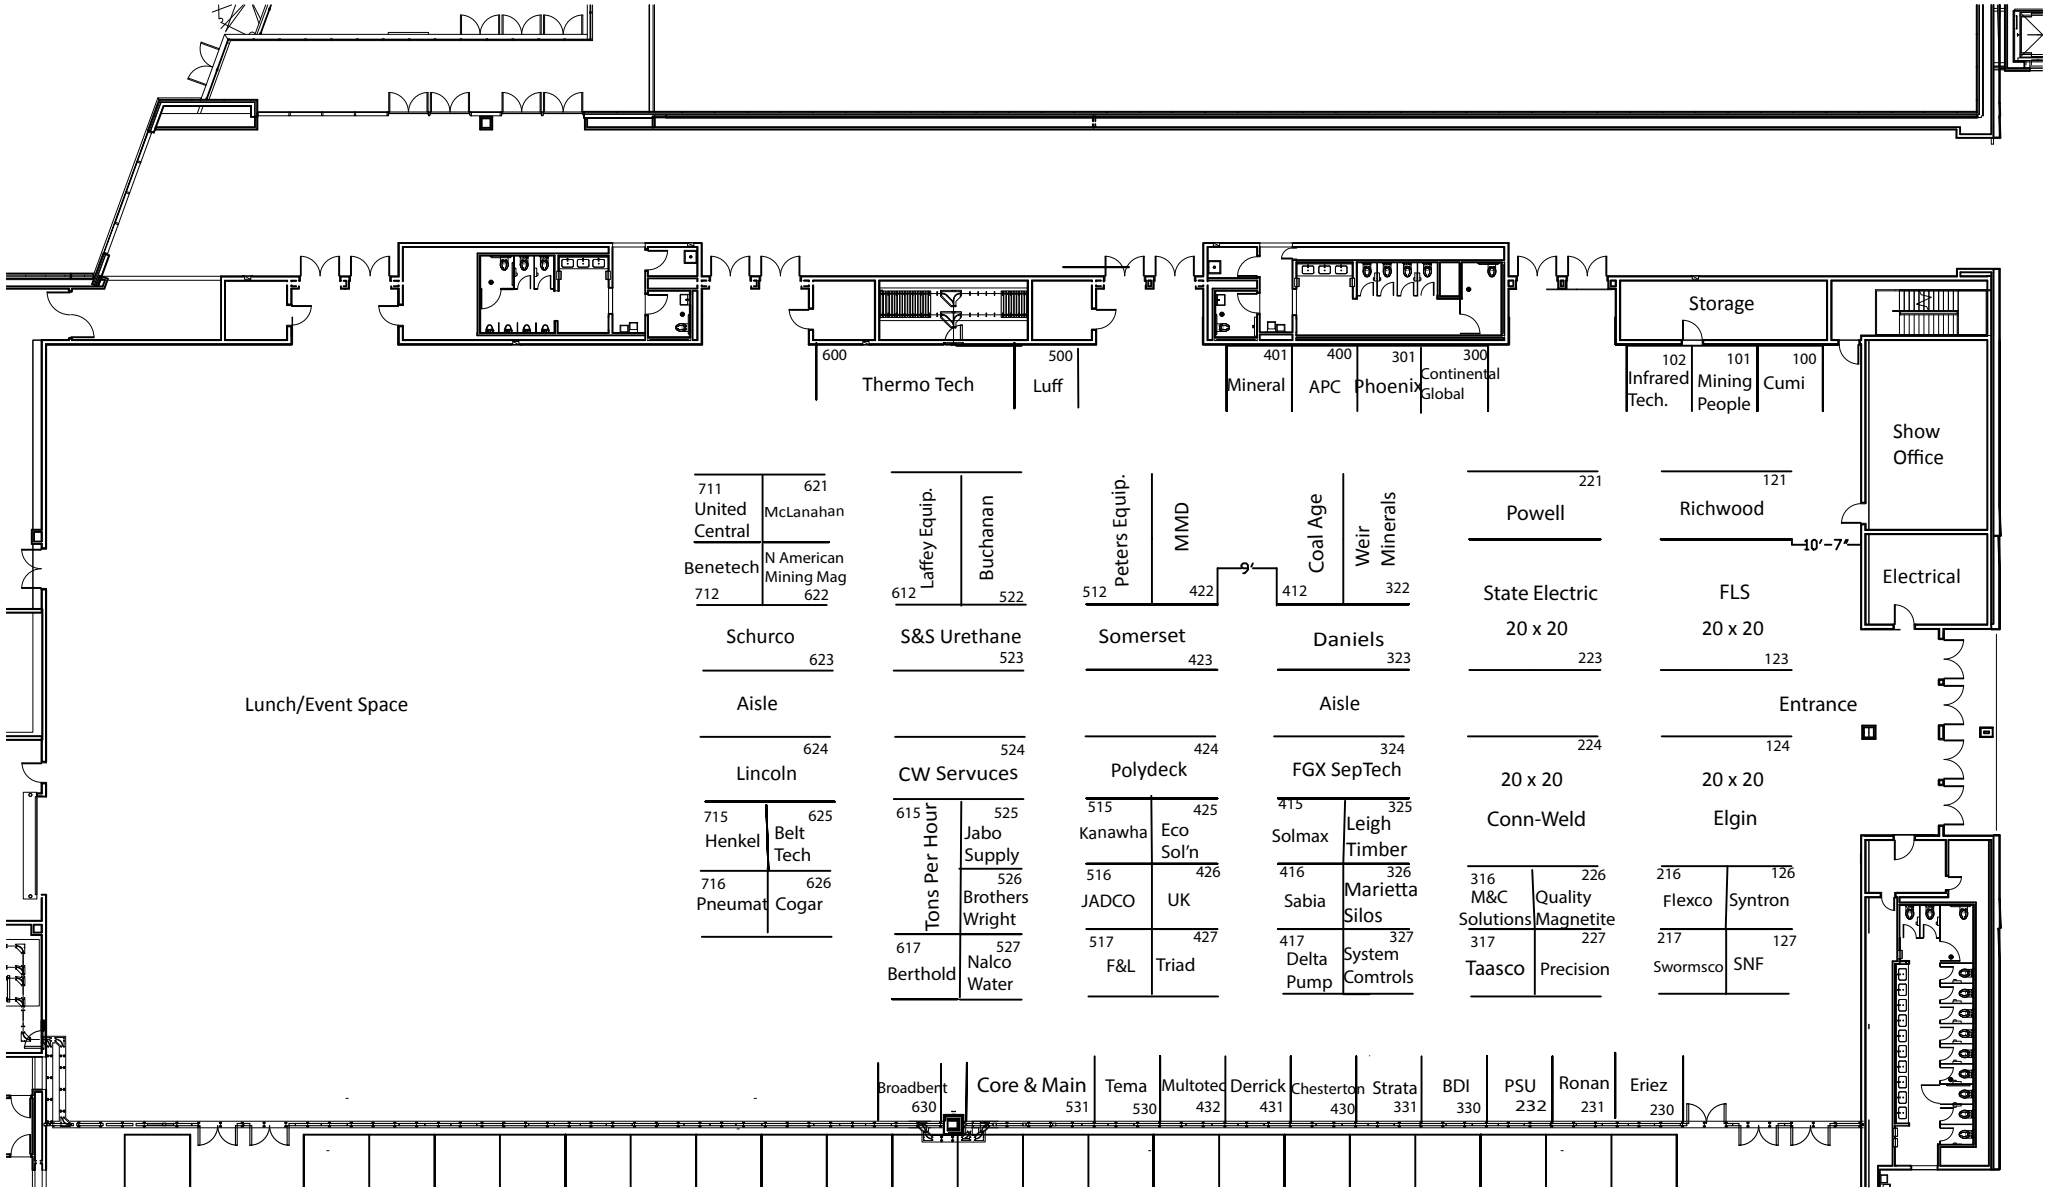 Storage
600
500
401
400
301
300
102
101
100
Thermo Tech
Luff
Mineral
APC
Phoenix
Continental
Global
Infrared
Tech.
Mining
People
Cumi
Show
Office
711
United
Central
621
McLanahan
Benetech
712
N American
Mining Mag
622
Laffey Equip.
612
Buchanan
522
Peters Equip.
512
MMD
422
9'
Coal Age
412
Weir
Minerals
322
221
Powell
121
Richwood
10'-7"
Electrical
Schurco
623
S&S Urethane
523
Somerset
423
Daniels
323
State Electric
20 x 20
223
FLS
20 x 20
123
Lunch/Event Space
Aisle
Aisle
Entrance
624
Lincoln
524
CW Servuces
424
Polydeck
324
FGX SepTech
224
20 x 20
Conn-Weld
124
20 x 20
Elgin
715
Henkel
625
Belt
Tech
716
Pneumat
626
Cogar
615
Tons Per Hour
525
Jabo
Supply
526
Brothers
Wright
617
Berthold
527
Nalco
Water
515
Kanawha
425
Eco
Sol'n
516
JADCO
426
UK
517
F&L
427
Triad
415
Solmax
325
Leigh
Timber
416
Sabia
326
Marietta
Silos
417
Delta
Pump
327
System
Comtrols
316
M&C
Solutions
226
Quality
Magnetite
317
Taasco
227
Precision
216
Flexco
126
Syntron
217
Swormsco
127
SNF
Broadbent
630
Core & Main
531
Tema
530
Multotec
432
Derrick
431
Chesterton
430
Strata
331
BDI
330
PSU
232
Ronan
231
Eriez
230